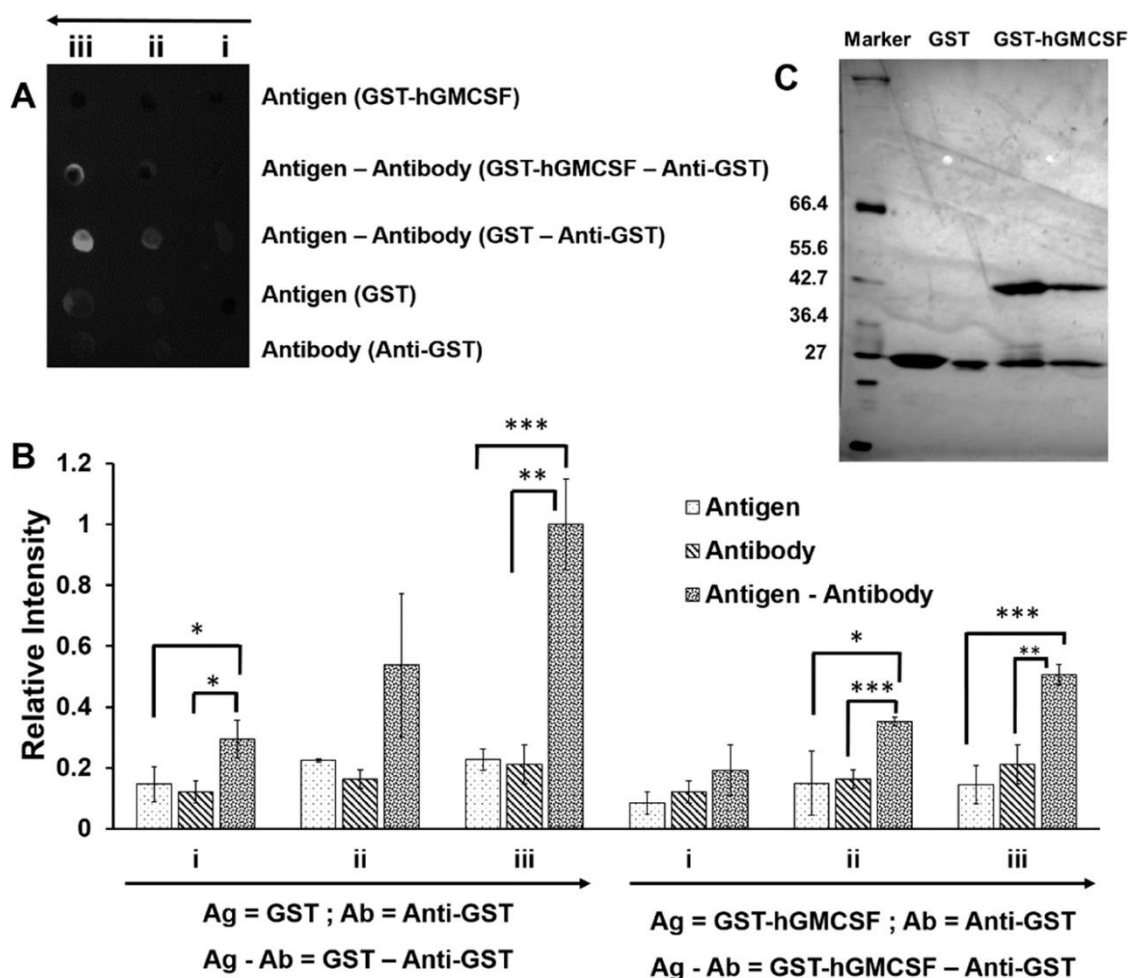 iii ii i
A
Antigen (GST-hGMCSF)
Antigen – Antibody (GST-hGMCSF – Anti-GST)
Antigen – Antibody (GST – Anti-GST)
Antigen (GST)
Antibody (Anti-GST)
Marker GST GST-hGMCSF
C
66.4
55.6
42.7
36.4
27
B
Relative Intensity
1.2
1
0.8
0.6
0.4
0.2
0
* * *** ** * *** *** **
Antigen
Antibody
Antigen - Antibody
i ii iii i ii iii
Ag = GST ; Ab = Anti-GST
Ag - Ab = GST – Anti-GST
Ag = GST-hGMCSF ; Ab = Anti-GST
Ag - Ab = GST-hGMCSF – Anti-GST